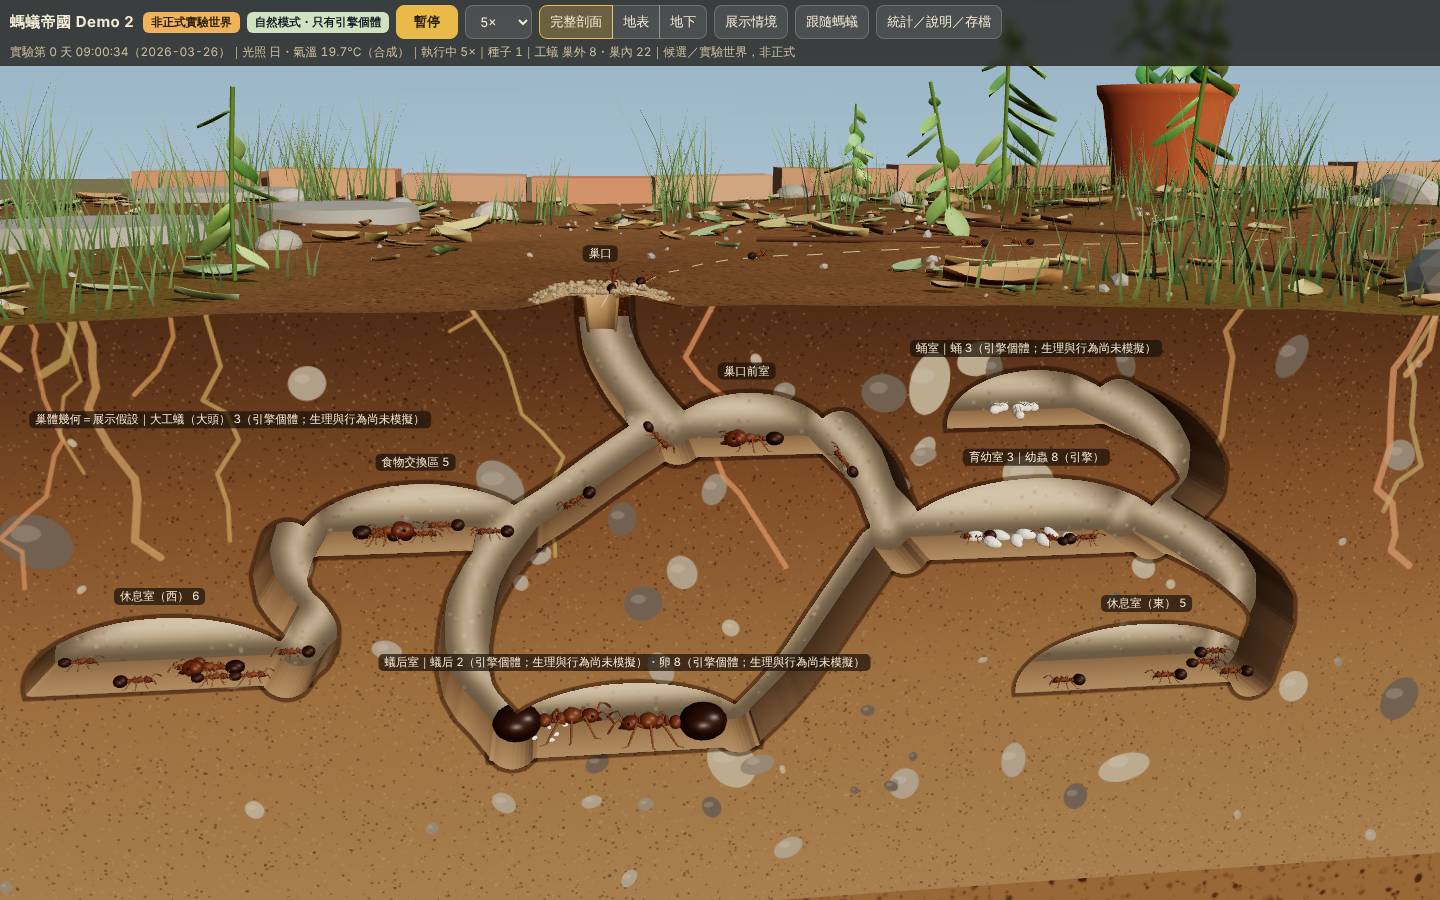 螞蟻帝國 Demo 2 非正式實驗世界 自然模式・只有引擎個體 暫停 5× 完整剖面 地表 地下 展示情境 跟隨螞蟻 統計／說明／存檔
實驗第 0 天 09:00:34（2026-03-26）｜光照 日・氣溫 19.7°C（合成）｜執行中 5×｜種子 1｜工蟻 巢外 8・巢內 22｜候選／實驗世界，非正式
巢口
蛹室｜蛹 3（引擎個體；生理與行為尚未模擬）
巢口前室
巢體幾何＝展示假設｜大工蟻（大頭） 3（引擎個體；生理與行為尚未模擬）
食物交換區 5
育幼室 3｜幼蟲 8（引擎）
休息室（西） 6
休息室（東） 5
蟻后室｜蟻后 2（引擎個體；生理與行為尚未模擬）・卵 8（引擎個體；生理與行為尚未模擬）